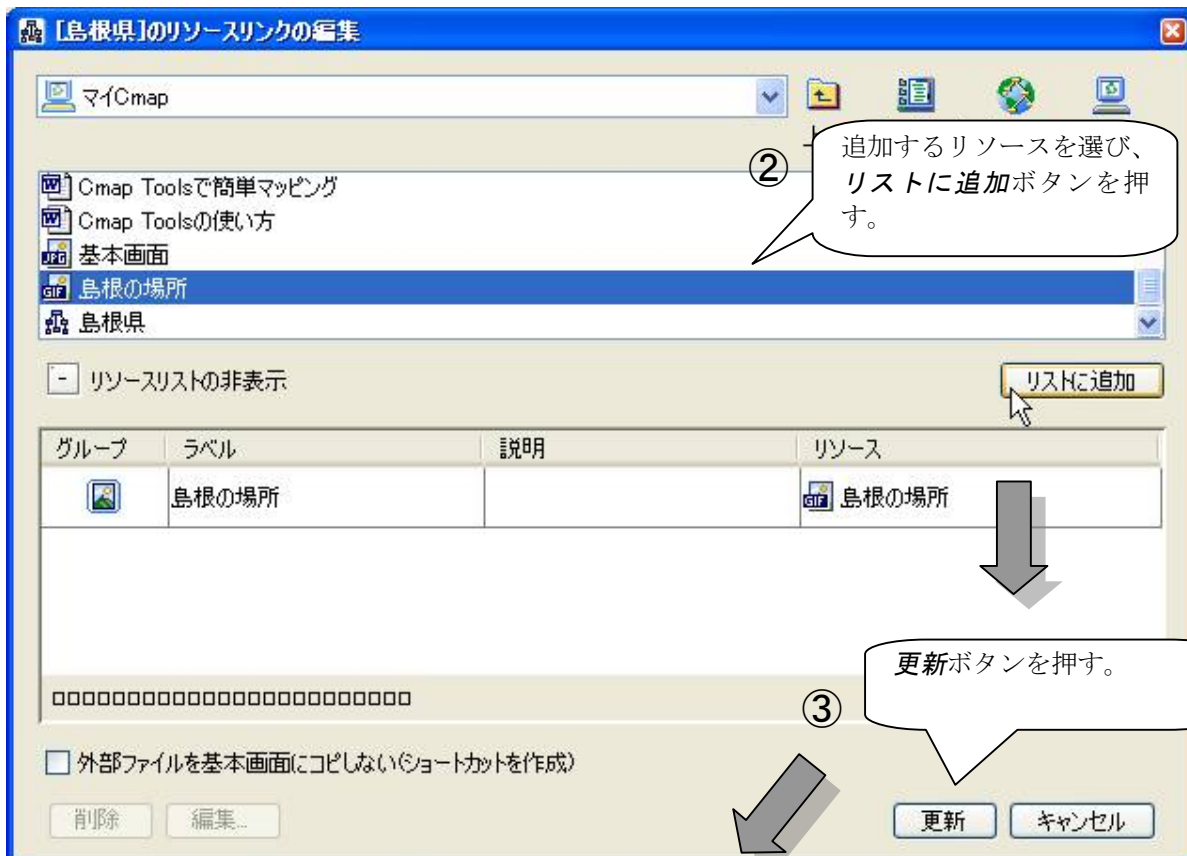 [島根県]のリソースリンクの編集
マイCmap
②
追加するリソースを選び、
リストに追加ボタンを押
す。
Cmap Toolsで簡単マッピング
Cmap Toolsの使い方
基本画面
島根の場所
島根県
- リソースリストの非表示
リストに追加
グループ ラベル 説明 リソース
島根の場所 GIF 島根の場所
更新ボタンを押す。
③
□□□□□□□□□□□□□□□□□□□□□□□□
外部ファイルを基本画面にコピしない(ショートカットを作成)
削除 編集... 更新 キャンセル